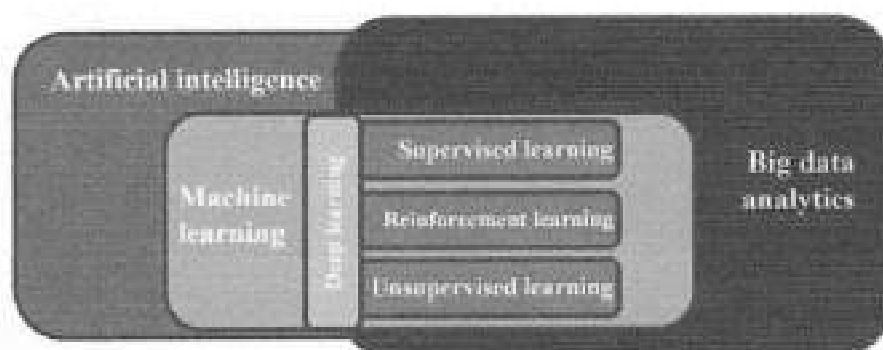 Artificial intelligence
Machine
learning
Deep learning
Supervised learning
Reinforcement learning
Unsupervised learning
Big data
analytics